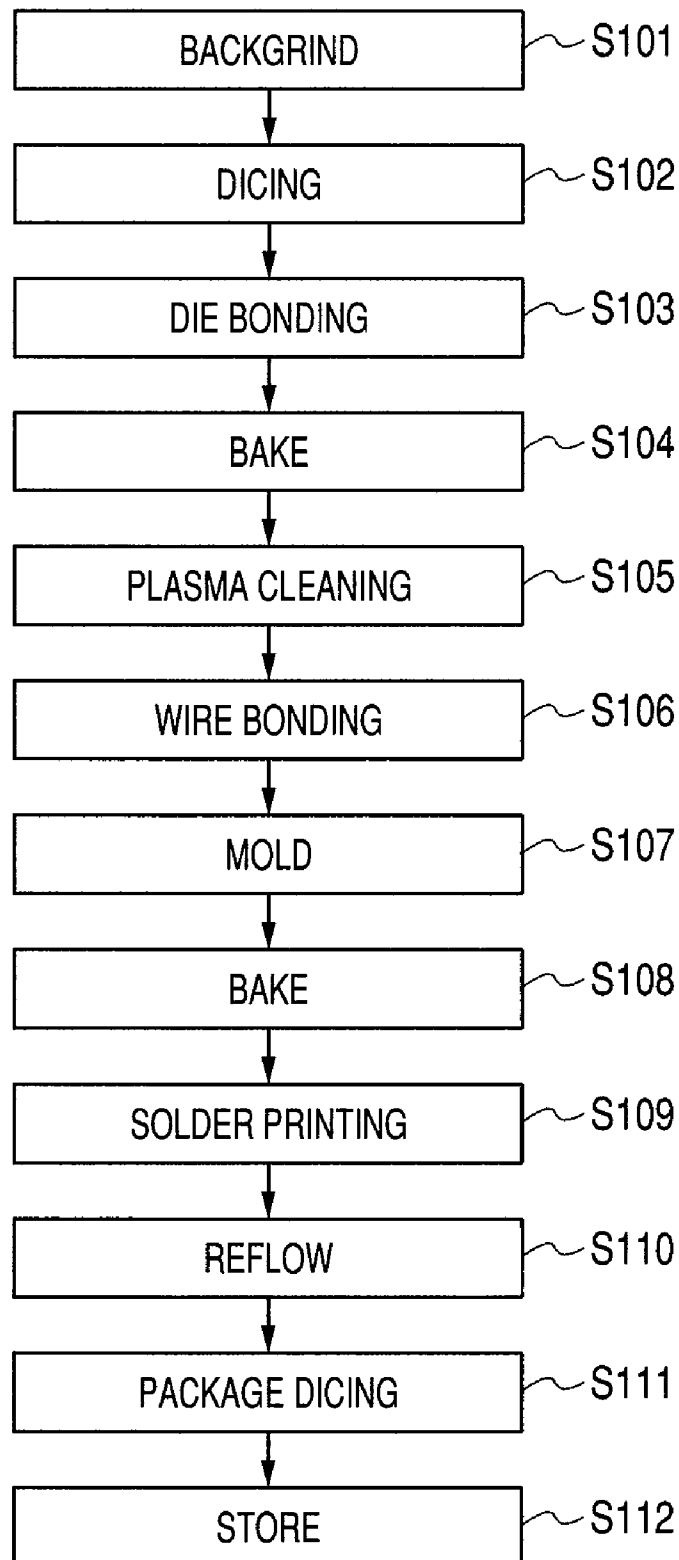 BACKGRIND S101
DICING S102
DIE BONDING S103
BAKE S104
PLASMA CLEANING S105
WIRE BONDING S106
MOLD S107
BAKE S108
SOLDER PRINTING S109
REFLOW S110
PACKAGE DICING S111
STORE S112